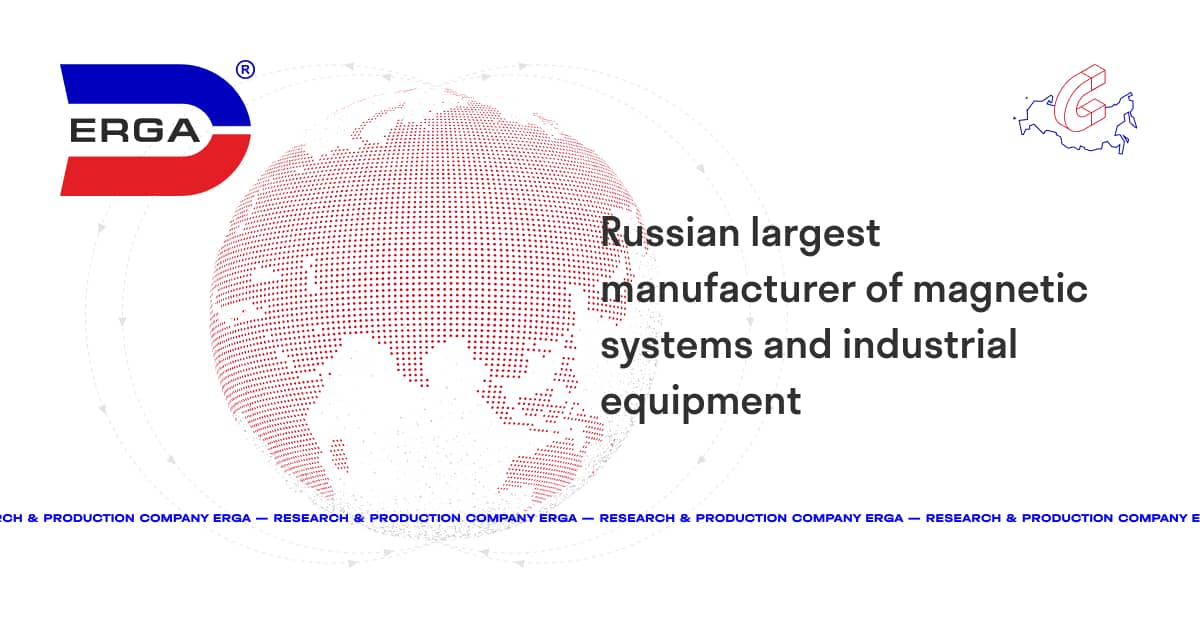 ERGA ®
Russian largest
manufacturer of magnetic
systems and industrial
equipment
RCH & PRODUCTION COMPANY ERGA — RESEARCH & PRODUCTION COMPANY ERGA — RESEARCH & PRODUCTION COMPANY ERGA — RESEARCH & PRODUCTION COMPANY E